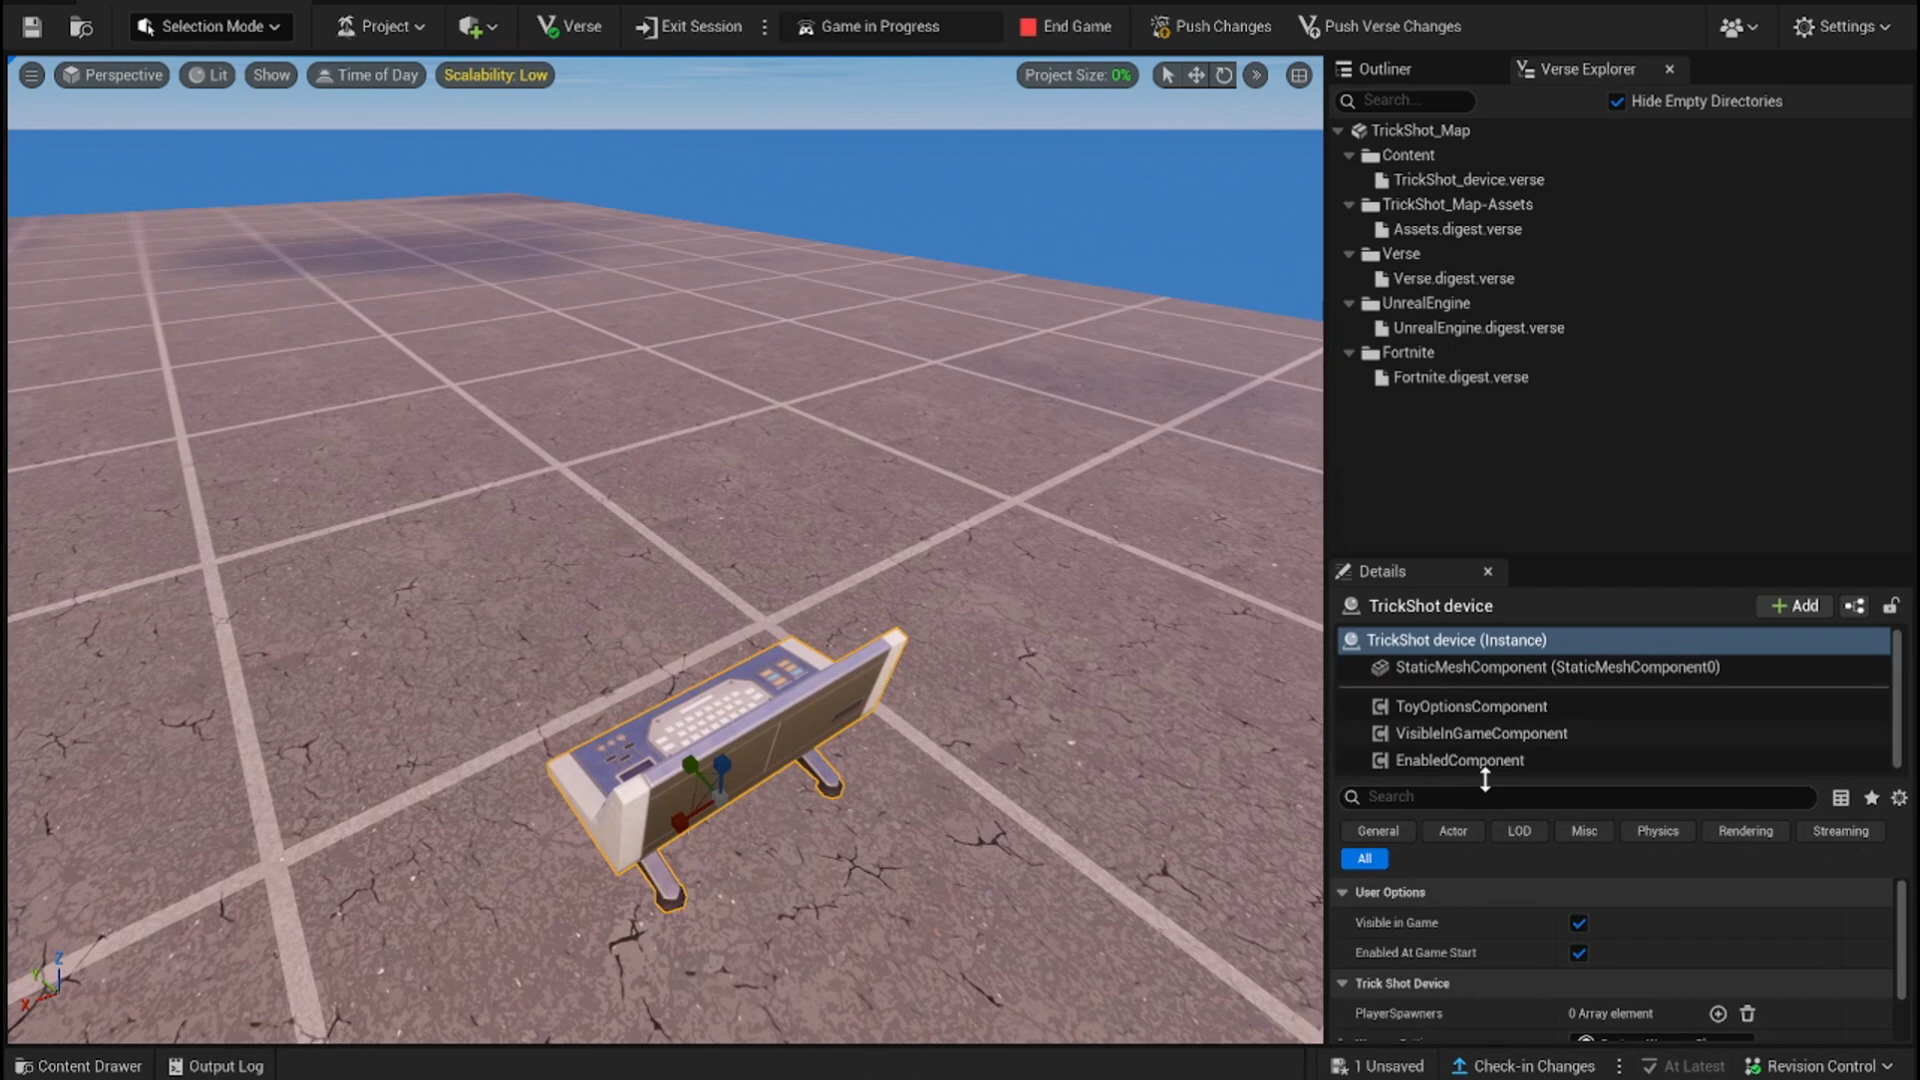 Selection Mode
Project
Verse
Exit Session
Game in Progress
End Game
Push Changes
Push Verse Changes
Settings
Perspective
Lit
Show
Time of Day
Scalability: Low
Project Size: 0%
Outliner
Verse Explorer
Search...
Hide Empty Directories
TrickShot_Map
Content
TrickShot_device.verse
TrickShot_Map-Assets
Assets.digest.verse
Verse
Verse.digest.verse
UnrealEngine
UnrealEngine.digest.verse
Fortnite
Fortnite.digest.verse
Details
TrickShot device
Add
TrickShot device (Instance)
StaticMeshComponent (StaticMeshComponent0)
ToyOptionsComponent
VisibleInGameComponent
EnabledComponent
Search
General
Actor
LOD
Misc
Physics
Rendering
Streaming
All
User Options
Visible in Game
Enabled At Game Start
Trick Shot Device
PlayerSpawners
0 Array element
Z
Y
X
Content Drawer
Output Log
1 Unsaved
Check-in Changes
At Latest
Revision Control